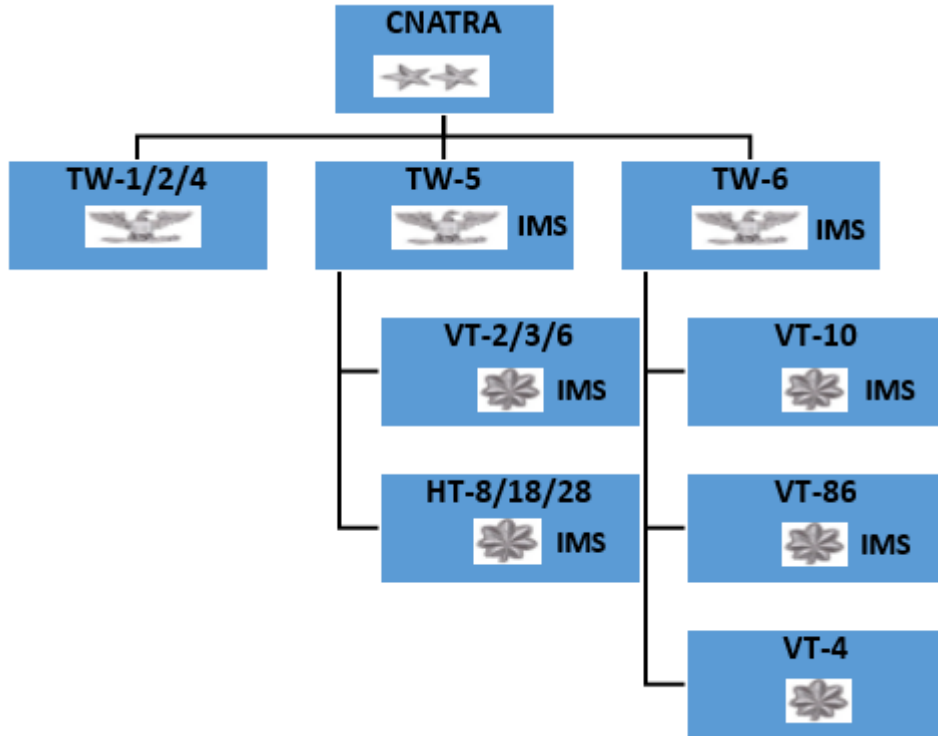 CNATRA
TW-1/2/4
TW-5
IMS
TW-6
IMS
VT-2/3/6
IMS
VT-10
IMS
HT-8/18/28
IMS
VT-86
IMS
VT-4